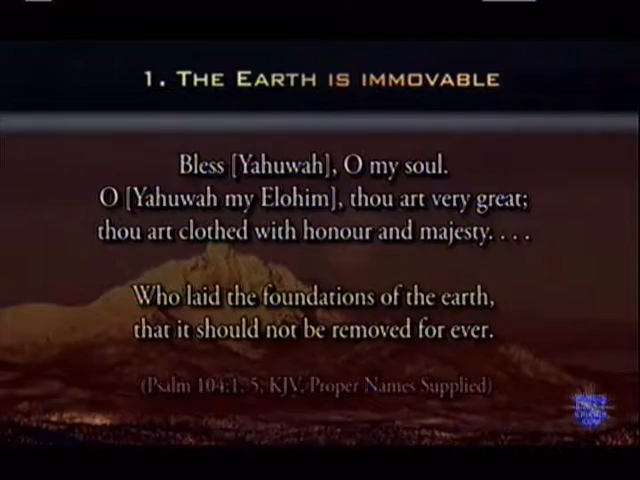 1. THE EARTH IS IMMOVABLE
Bless [Yahuwah], O my soul.
O [Yahuwah my Elohim], thou art very great;
thou art clothed with honour and majesty. . . .
Who laid the foundations of the earth,
that it should not be removed for ever.
(Psalm 104:1, 5, KJV, Proper Names Supplied)